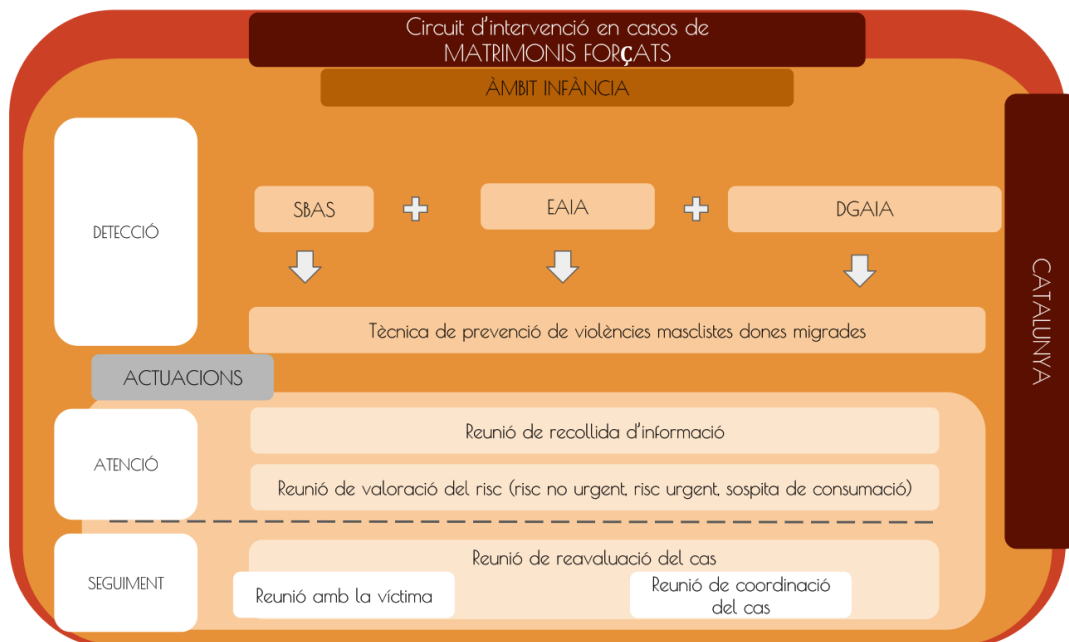 Circuit d'intervenció en casos de
MATRIMONIS FORÇATS
ÀMBIT INFÀNCIA
DETECCIÓ
SBAS
EAIA
DGAIA
Tècnica de prevenció de violències masclistes dones migrades
CATALUNYA
ACTUACIONS
ATENCIÓ
Reunió de recollida d'informació
Reunió de valoració del risc (risc no urgent, risc urgent, sospita de consumació)
SEGUIMENT
Reunió de reavaluació del cas
Reunió amb la víctima
Reunió de coordinació
del cas